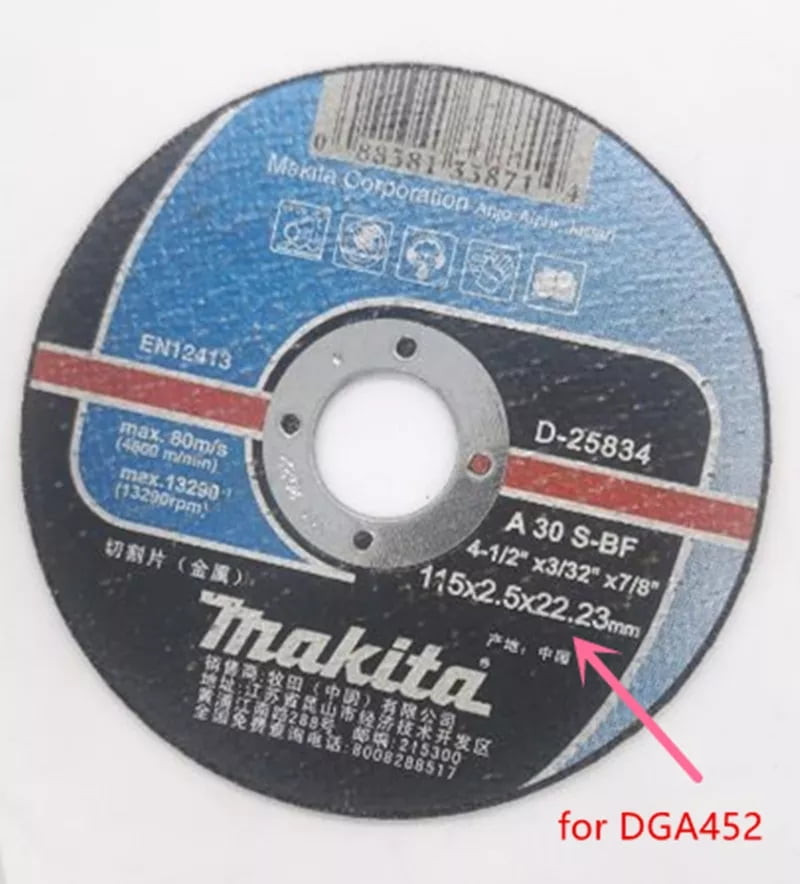 0 88381 35871 4
Makita Corporation Anjo Aichi Japan
EN12413
max. 80m/s
(4800 m/min)
max.13290⁻¹
(13290rpm)
D-25834
A 30 S-BF
4-1/2" x3/32" x7/8"
115x2.5x22.23mm
产地：中国
切割片（金属）
makita®
销售商：牧田（中国）有限公司
地址：江苏省昆山市经济技术开发区
黄浦江南路288号 邮编：215300
全国免费查询电话：8008288517
for DGA452